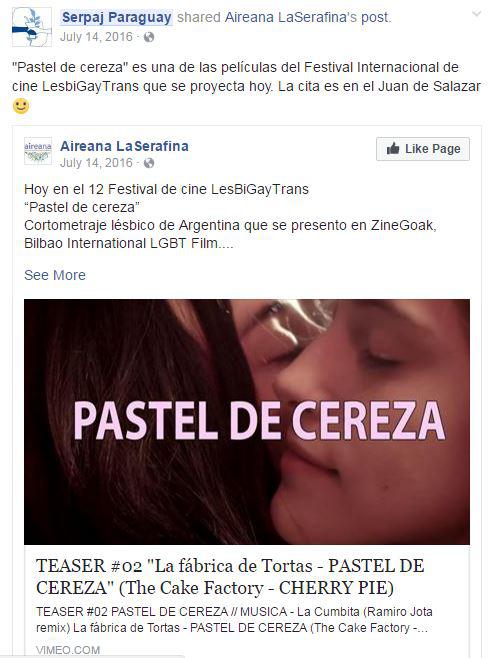 Serpaj Paraguay shared Aireana LaSerafina's post.
July 14, 2016 ·
"Pastel de cereza" es una de las películas del Festival Internacional de
cine LesbiGayTrans que se proyecta hoy. La cita es en el Juan de Salazar
aireana
Aireana LaSerafina
July 14, 2016 ·
Like Page
Hoy en el 12 Festival de cine LesBiGayTrans
“Pastel de cereza”
Cortometraje lésbico de Argentina que se presento en ZineGoak,
Bilbao International LGBT Film....
See More
PASTEL DE CEREZA
TEASER #02 "La fábrica de Tortas - PASTEL DE
CEREZA" (The Cake Factory - CHERRY PIE)
TEASER #02 PASTEL DE CEREZA // MUSICA - La Cumbita (Ramiro Jota
remix) La fábrica de Tortas - PASTEL DE CEREZA (The Cake Factory -...
VIMEO.COM